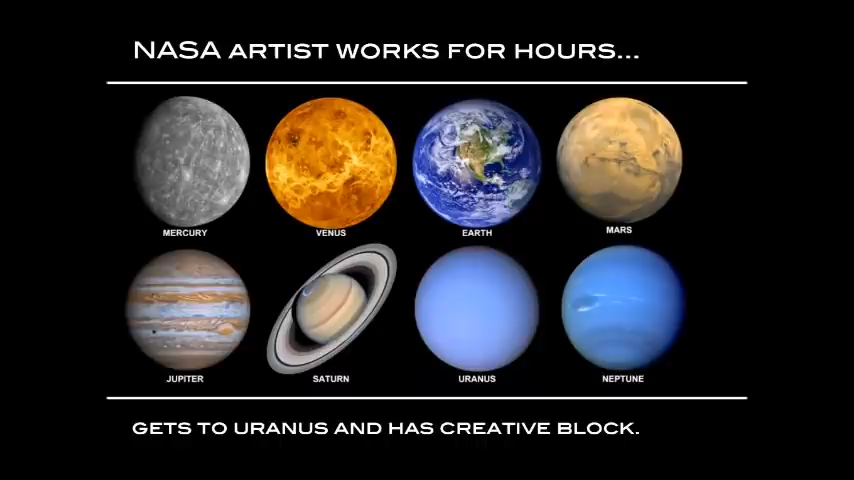 NASA ARTIST WORKS FOR HOURS...
MERCURY
VENUS
EARTH
MARS
JUPITER
SATURN
URANUS
NEPTUNE
GETS TO URANUS AND HAS CREATIVE BLOCK.